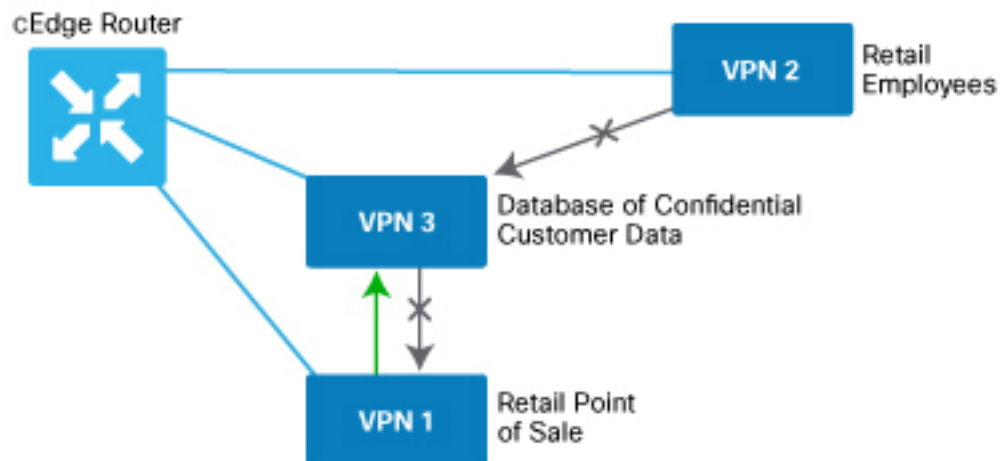 cEdge Router
VPN 2
Retail
Employees
VPN 3
Database of Confidential
Customer Data
VPN 1
Retail Point
of Sale